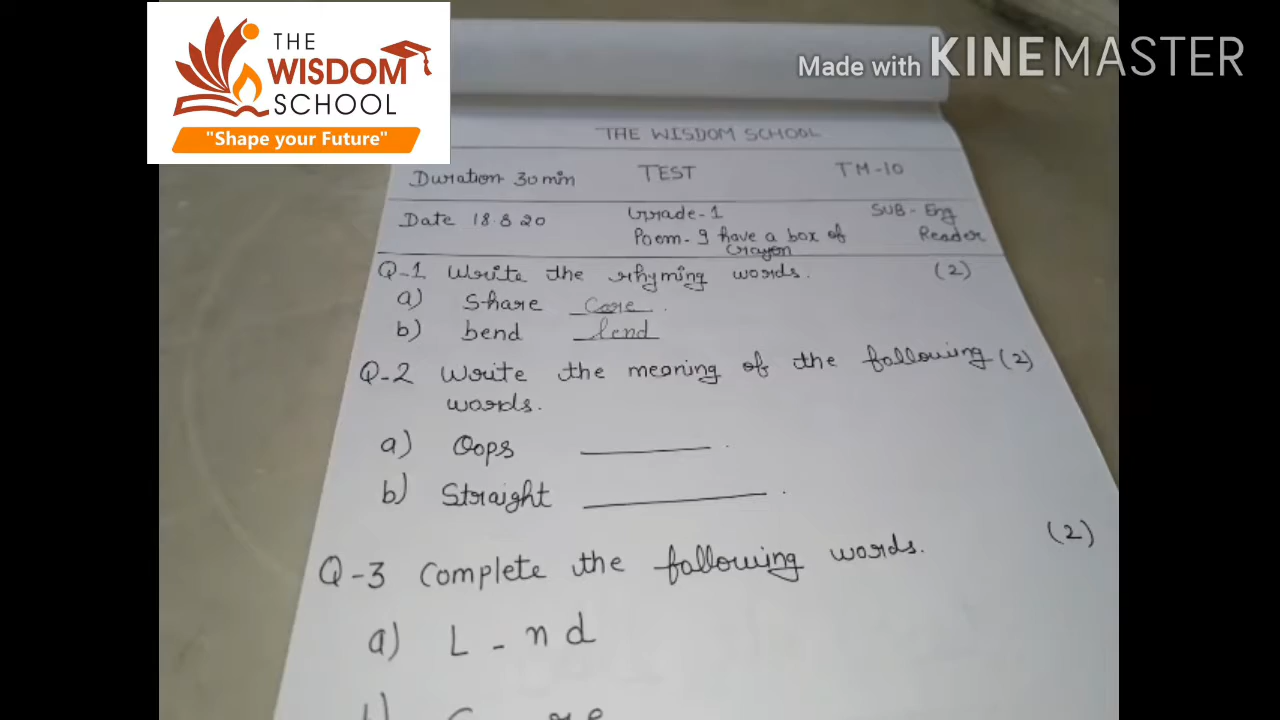 THE
WISDOM
SCHOOL
"Shape your Future"
Made with KINEMASTER
THE WISDOM SCHOOL
Duration 30 min TEST TM-10
Date 18.8.20 Grade-1 SUB - Eng
Poem - I have a box of Reader
Crayon
Q-1 Write the rhyming words. (2)
a) Share Care.
b) bend lend
Q-2 Write the meaning of the following (2)
words.
a) Oops ______.
b) Straight ______.
Q-3 Complete the following words. (2)
a) L - n d